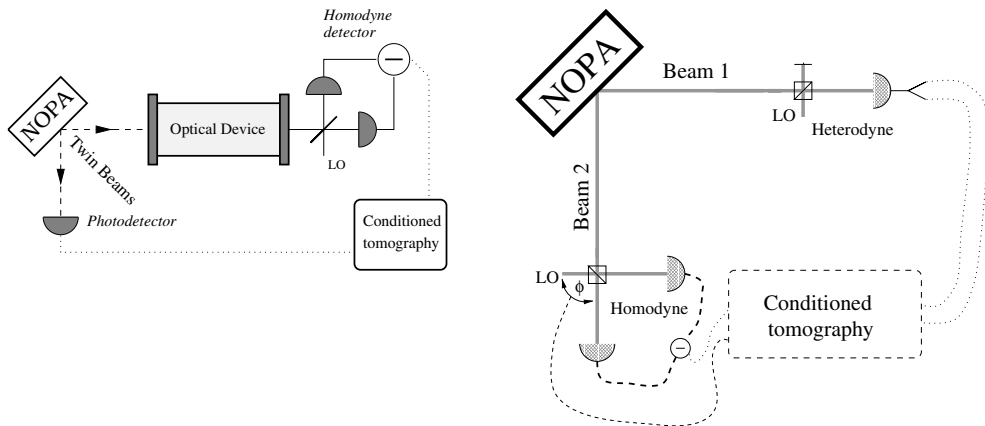 Homodyne
detector
NOPA
Twin Beams
Optical Device
LO
Photodetector
Conditioned
tomography
NOPA
Beam 1
LO
Heterodyne
Beam 2
LO
ϕ
Homodyne
Conditioned
tomography